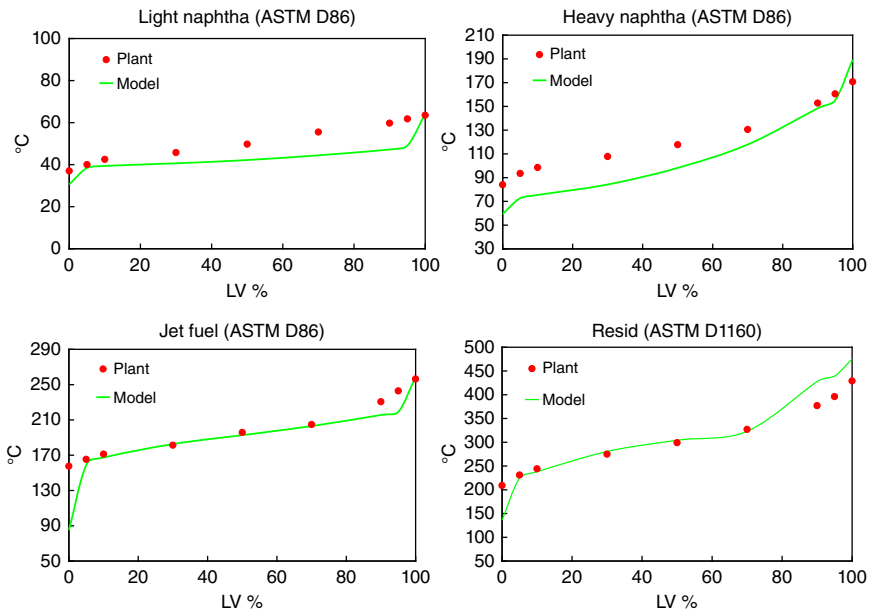 Light naphtha (ASTM D86)
100
80
60
40
20
0
°C
Plant
Model
0 20 40 60 80 100
LV %
Heavy naphtha (ASTM D86)
210
190
170
150
130
110
90
70
50
30
°C
Plant
Model
0 20 40 60 80 100
LV %
Jet fuel (ASTM D86)
290
250
210
170
130
90
50
°C
Plant
Model
0 20 40 60 80 100
LV %
Resid (ASTM D1160)
500
450
400
350
300
250
200
150
100
50
°C
Plant
Model
0 20 40 60 80 100
LV %